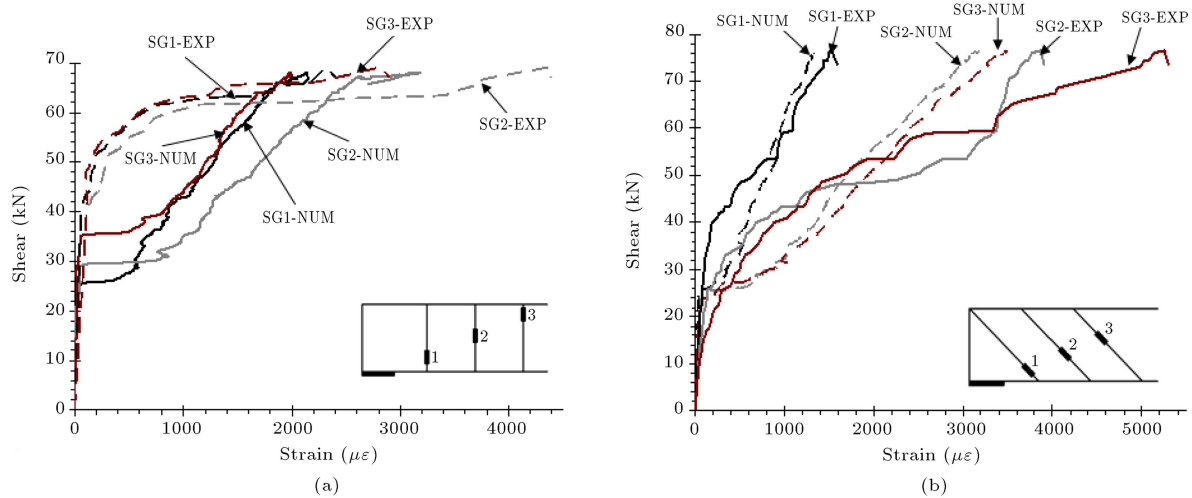 SG1-EXP
SG3-EXP
SG3-NUM
SG2-NUM
SG1-NUM
SG2-EXP
Shear (kN)
70
60
50
40
30
20
10
0
0
1000
2000
3000
4000
Strain (με)
1
2
3
(a)
SG1-NUM
SG1-EXP
SG2-NUM
SG3-NUM
SG2-EXP
SG3-EXP
Shear (kN)
80
70
60
50
40
30
20
10
0
0
1000
2000
3000
4000
5000
Strain (με)
1
2
3
(b)